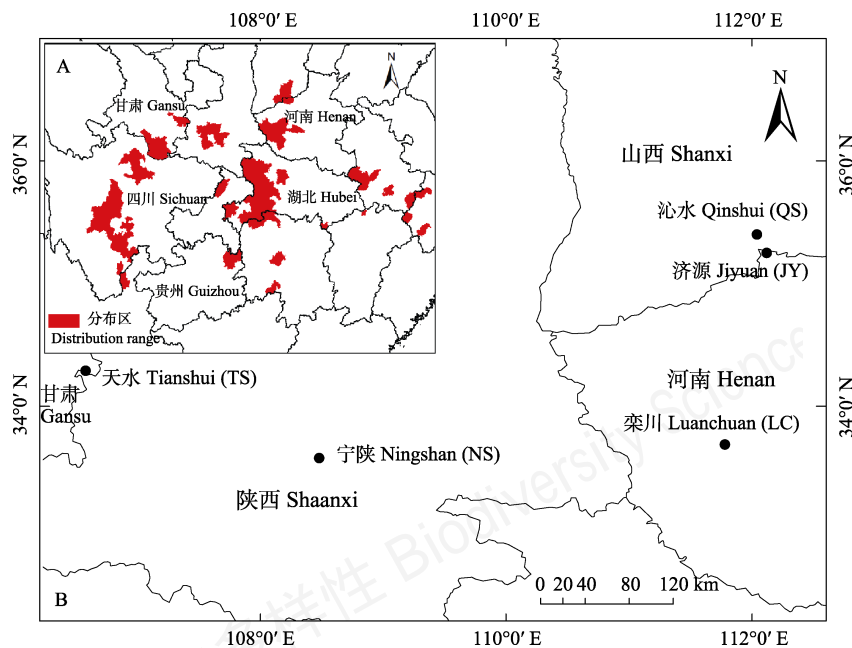 108°0′ E
110°0′ E
112°0′ E
A
N
甘肃 Gansu
河南 Henan
四川 Sichuan
湖北 Hubei
贵州 Guizhou
分布区
Distribution range
N
36°0′ N
36°0′ N
山西 Shanxi
沁水 Qinshui (QS)
济源 Jiyuan (JY)
天水 Tianshui (TS)
甘肃
Gansu
河南 Henan
34°0′ N
34°0′ N
栾川 Luanchuan (LC)
宁陕 Ningshan (NS)
陕西 Shaanxi
B
0 20 40 80 120 km
108°0′ E
110°0′ E
112°0′ E
样性 Biodiversity Science